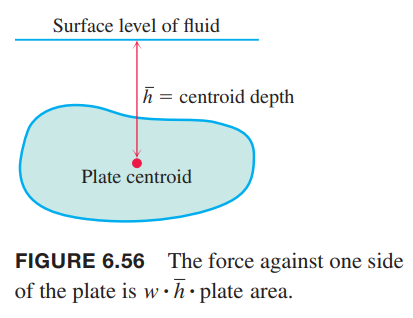 Surface level of fluid
h̄ = centroid depth
Plate centroid
FIGURE 6.56 The force against one side
of the plate is w · h̄ · plate area.